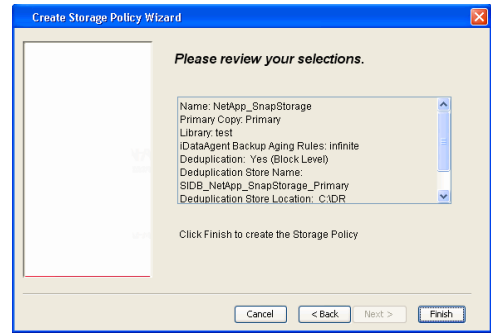 Create Storage Policy Wizard
Please review your selections.
Name: NetApp_SnapStorage
Primary Copy: Primary
Library: test
iDataAgent Backup Aging Rules: infinite
Deduplication: Yes (Block Level)
Deduplication Store Name:
SIDB_NetApp_SnapStorage_Primary
Deduplication Store Location: C:\DR
Click Finish to create the Storage Policy
Cancel
< Back
Next >
Finish